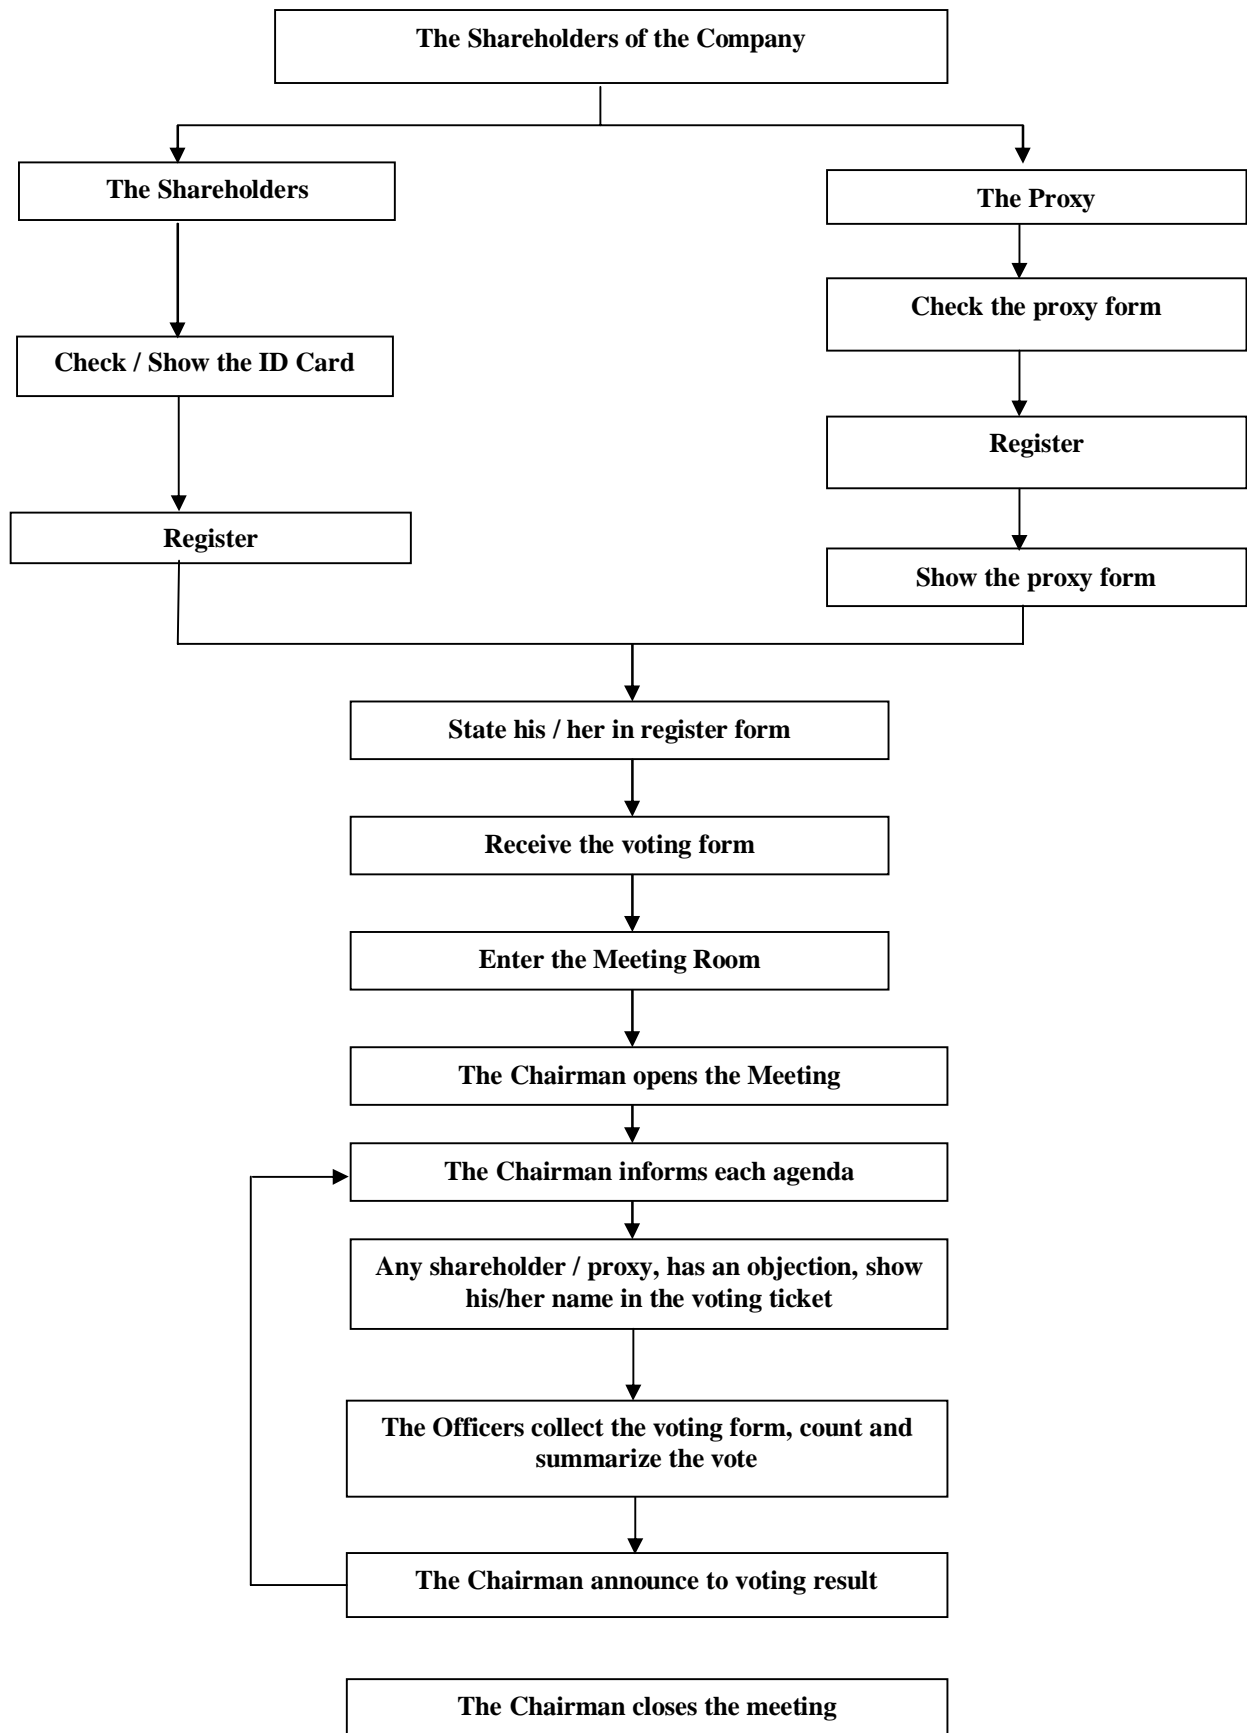 The Shareholders of the Company
The Shareholders
The Proxy
Check the proxy form
Check / Show the ID Card
Register
Register
Show the proxy form
State his / her in register form
Receive the voting form
Enter the Meeting Room
The Chairman opens the Meeting
The Chairman informs each agenda
Any shareholder / proxy, has an objection, show
his/her name in the voting ticket
The Officers collect the voting form, count and
summarize the vote
The Chairman announce to voting result
The Chairman closes the meeting